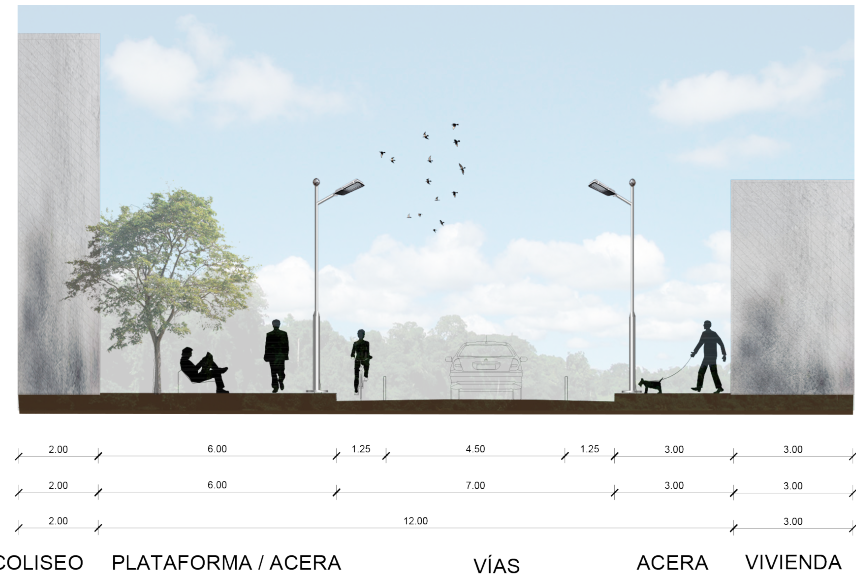 2.00 6.00 1.25 4.50 1.25 3.00 3.00
2.00 6.00 7.00 3.00 3.00
2.00 12.00 3.00
COLISEO PLATAFORMA / ACERA VÍAS ACERA VIVIENDA